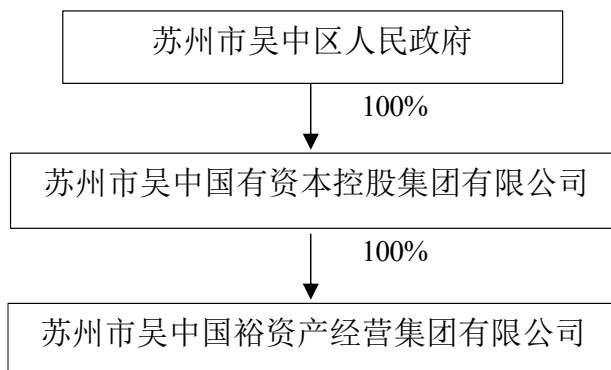 苏州市吴中区人民政府
100%
苏州市吴中国有资本控股集团有限公司
100%
苏州市吴中国裕资产经营集团有限公司